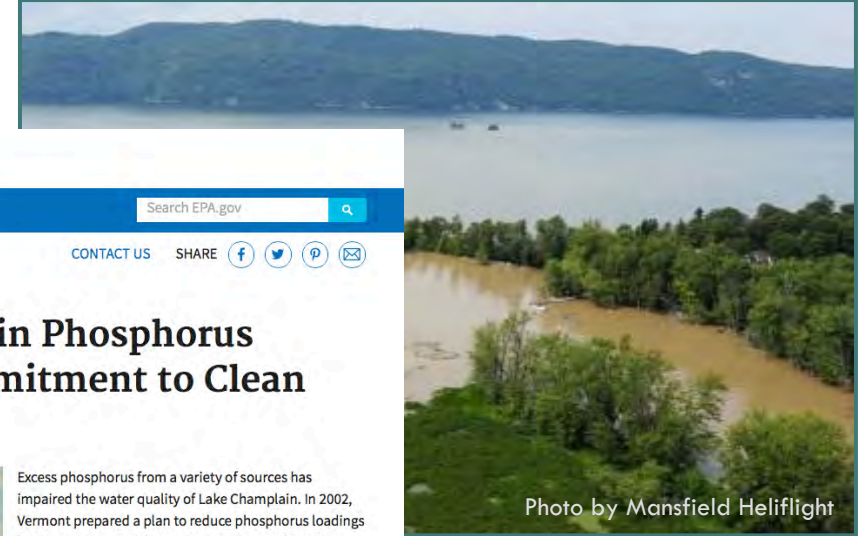 Search EPA.gov
CONTACT US SHARE
in Phosphorus
mitment to Clean
Excess phosphorus from a variety of sources has
impaired the water quality of Lake Champlain. In 2002,
Vermont prepared a plan to reduce phosphorus loadings
Photo by Mansfield Heliflight